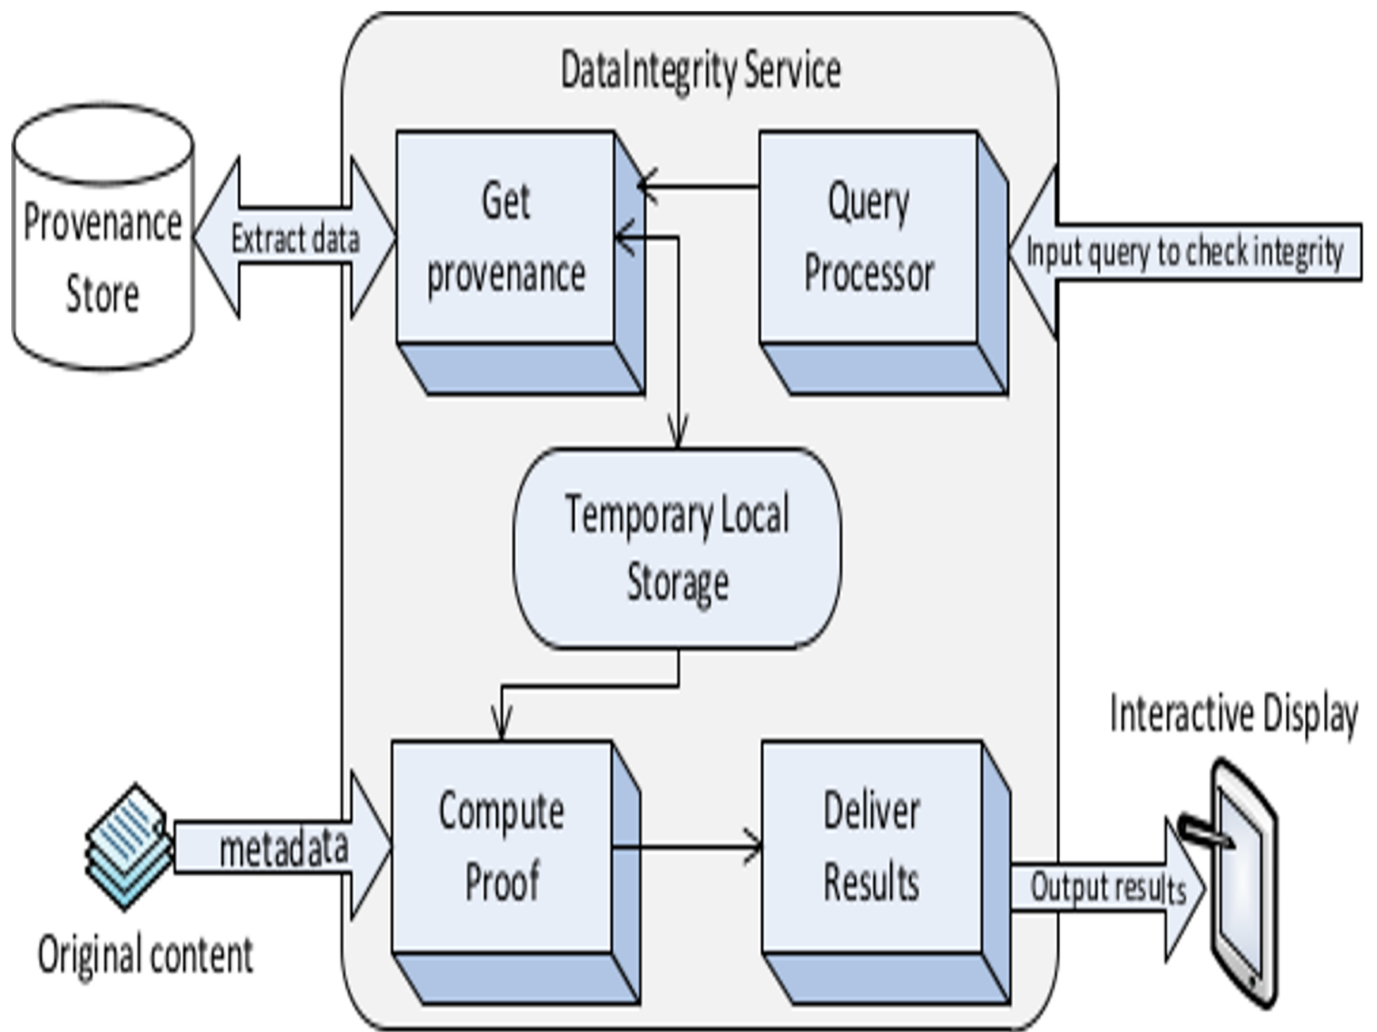 DataIntegrity Service
Provenance
Store
Extract data
Get
provenance
Query
Processor
Input query to check integrity
Temporary Local
Storage
Interactive Display
Original content
metadata
Compute
Proof
Deliver
Results
Output results